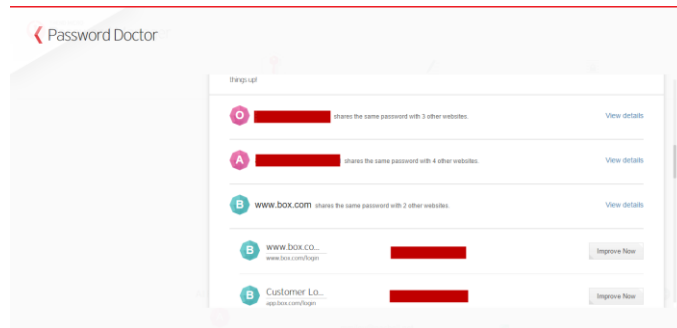 Password Doctor
things up!
O shares the same password with 3 other websites. View details
A shares the same password with 4 other websites. View details
B www.box.com shares the same password with 2 other websites. View details
B www.box.co... Improve Now
www.box.com/login
B Customer Lo... Improve Now
app.box.com/login